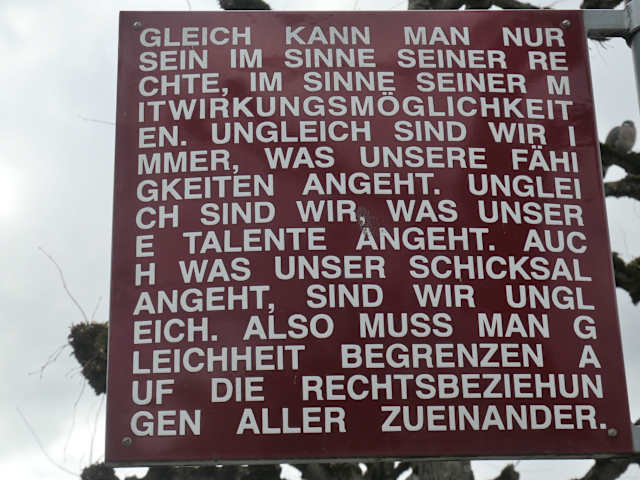 GLEICH KANN MAN NUR
SEIN IM SINNE SEINER RE
CHTE, IM SINNE SEINER M
ITWIRKUNGSMÖGLICHKEIT
EN. UNGLEICH SIND WIR I
MMER, WAS UNSERE FÄHI
GKEITEN ANGEHT. UNGLEI
CH SIND WIR, WAS UNSER
E TALENTE ANGEHT. AUC
H WAS UNSER SCHICKSAL
ANGEHT, SIND WIR UNGL
EICH. ALSO MUSS MAN G
LEICHHEIT BEGRENZEN A
UF DIE RECHTSBEZIEHUN
GEN ALLER ZUEINANDER.